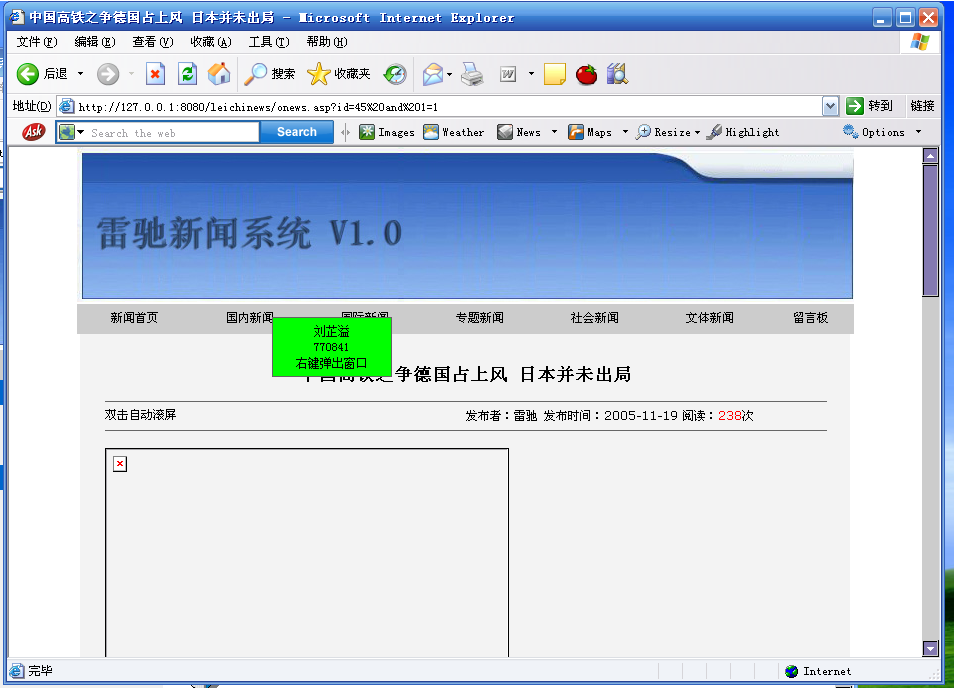 中国高铁之争德国占上风 日本并未出局 - Microsoft Internet Explorer
文件(F) 编辑(E) 查看(V) 收藏(A) 工具(T) 帮助(H)
后退 搜索 收藏夹
地址(D) http://127.0.0.1:8080/leichinews/onews.asp?id=45%20and%201=1 转到 链接
Ask Search the web Search Images Weather News Maps Resize Highlight Options
雷驰新闻系统 V1.0
新闻首页 国内新闻 国际新闻 专题新闻 社会新闻 文体新闻 留言板
刘芷溢
770841
右键弹出窗口
中国高铁之争德国占上风 日本并未出局
双击自动滚屏 发布者：雷驰 发布时间：2005-11-19 阅读：238次
完毕 Internet